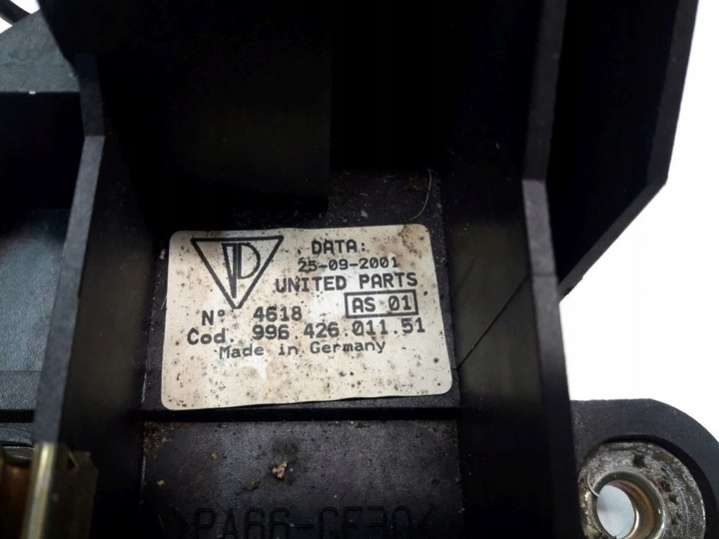 DATA:
25-09-2001
UNITED PARTS
N° 4618 AS 01
Cod. 996 426.011.51
Made in Germany